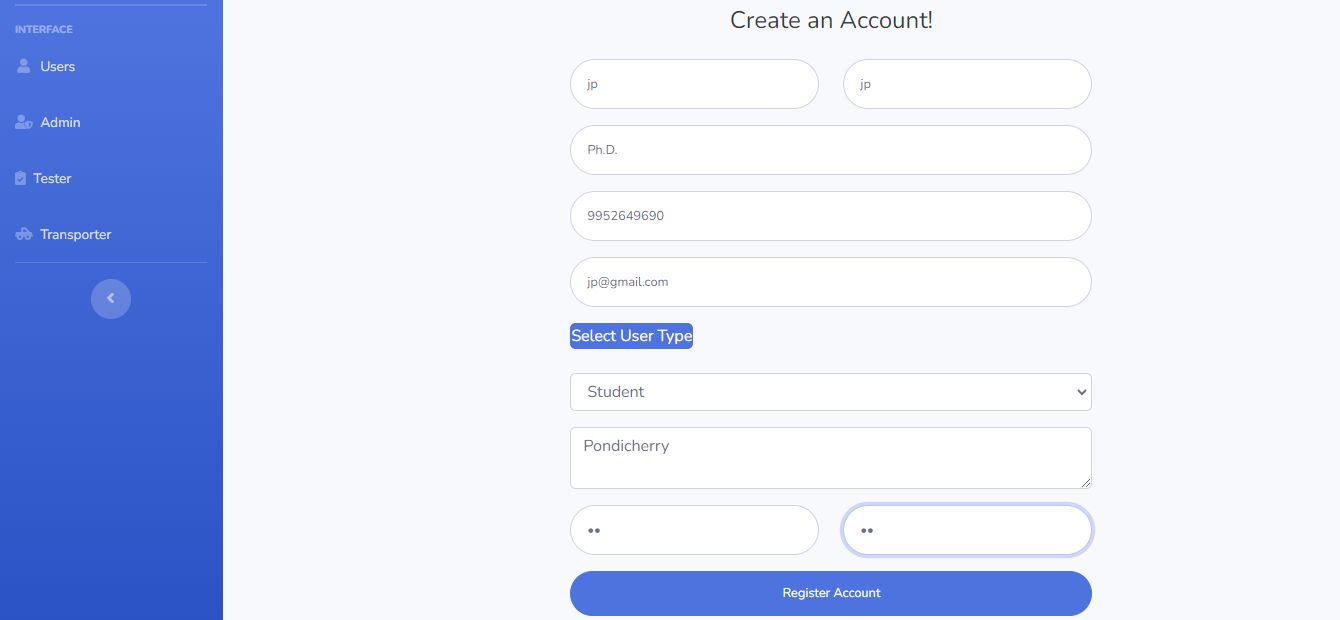 INTERFACE
Users
Admin
Tester
Transporter
Create an Account!
jp jp
Ph.D.
9952649690
jp@gmail.com
Select User Type
Student
Pondicherry
•• ••
Register Account